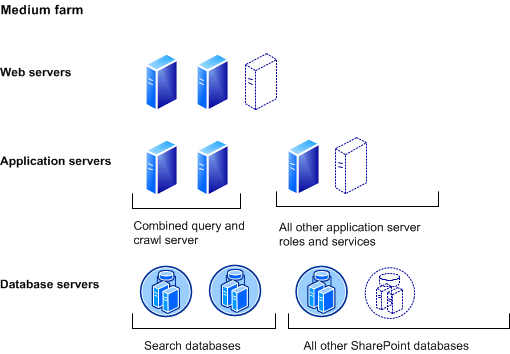 Medium farm
Web servers
Application servers
Combined query and
crawl server
All other application server
roles and services
Database servers
Search databases
All other SharePoint databases